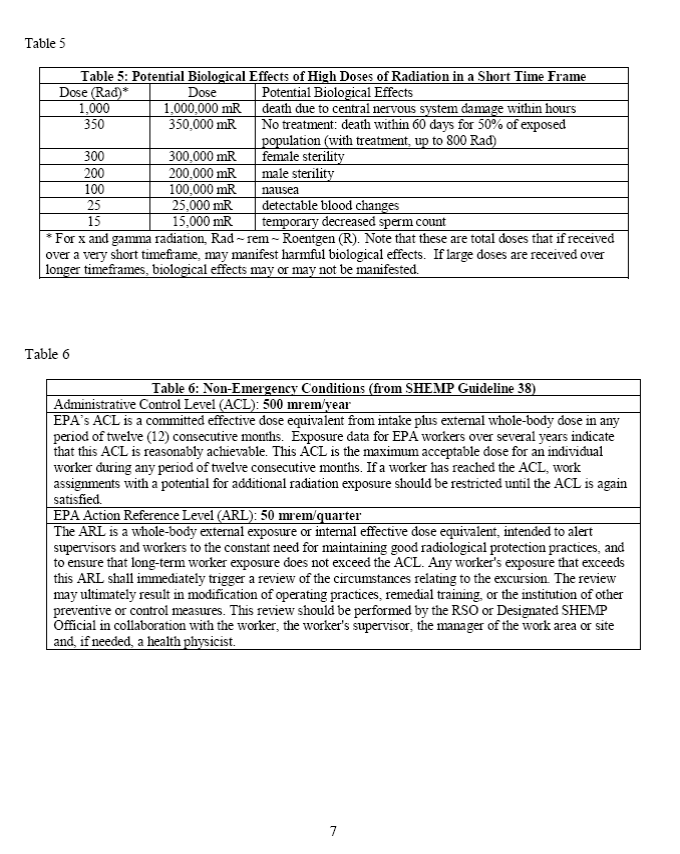 Table 5
Table 5: Potential Biological Effects of High Doses of Radiation in a Short Time Frame
Dose (Rad)* Dose Potential Biological Effects
1,000 1,000,000 mR death due to central nervous system damage within hours
350 350,000 mR No treatment: death within 60 days for 50% of exposed
population (with treatment, up to 800 Rad)
300 300,000 mR female sterility
200 200,000 mR male sterility
100 100,000 mR nausea
25 25,000 mR detectable blood changes
15 15,000 mR temporary decreased sperm count
* For x and gamma radiation, Rad ~ rem ~ Roentgen (R). Note that these are total doses that if received
over a very short timeframe, may manifest harmful biological effects. If large doses are received over
longer timeframes, biological effects may or may not be manifested.
Table 6
Table 6: Non-Emergency Conditions (from SHEMP Guideline 38)
Administrative Control Level (ACL): 500 mrem/year
EPA's ACL is a committed effective dose equivalent from intake plus external whole-body dose in any
period of twelve (12) consecutive months. Exposure data for EPA workers over several years indicate
that this ACL is reasonably achievable. This ACL is the maximum acceptable dose for an individual
worker during any period of twelve consecutive months. If a worker has reached the ACL, work
assignments with a potential for additional radiation exposure should be restricted until the ACL is again
satisfied.
EPA Action Reference Level (ARL): 50 mrem/quarter
The ARL is a whole-body external exposure or internal effective dose equivalent, intended to alert
supervisors and workers to the constant need for maintaining good radiological protection practices, and
to ensure that long-term worker exposure does not exceed the ACL. Any worker's exposure that exceeds
this ARL shall immediately trigger a review of the circumstances relating to the excursion. The review
may ultimately result in modification of operating practices, remedial training, or the institution of other
preventive or control measures. This review should be performed by the RSO or Designated SHEMP
Official in collaboration with the worker, the worker's supervisor, the manager of the work area or site
and, if needed, a health physicist.
7